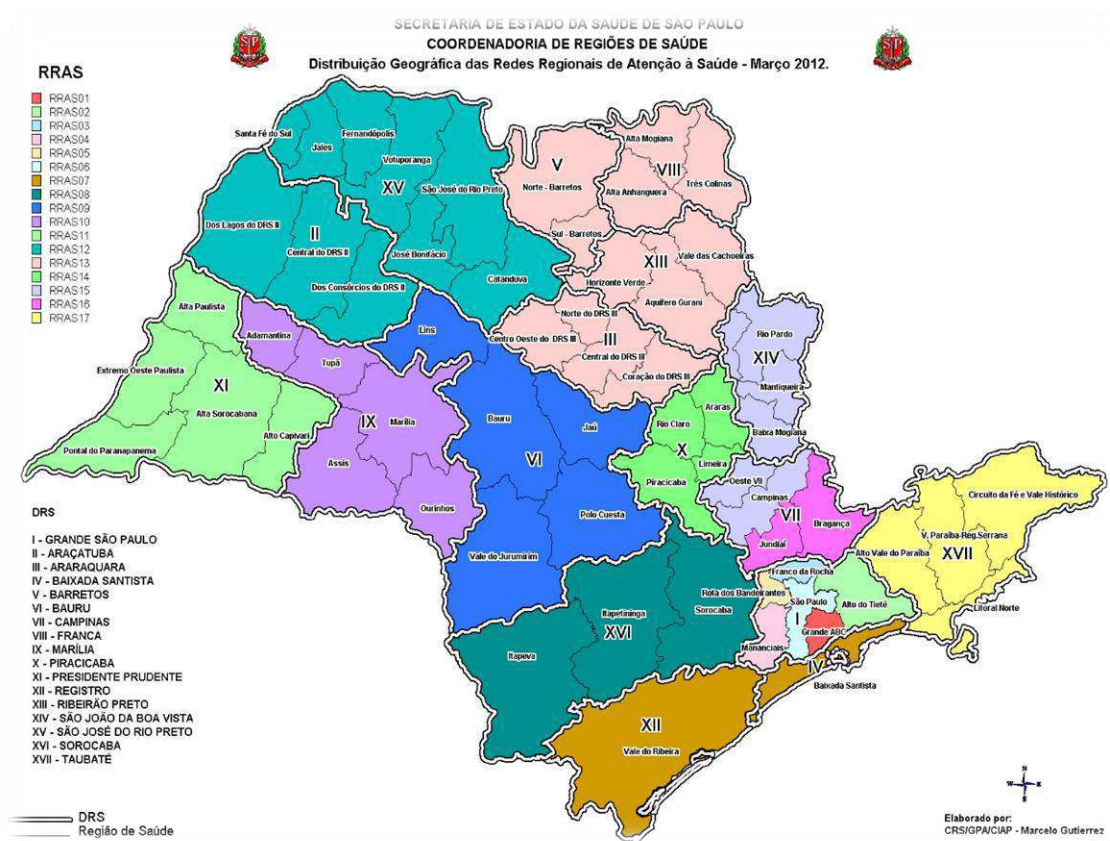 SECRETARIA DE ESTADO DA SAUDE DE SÃO PAULO
COORDENADORIA DE REGIÕES DE SAÚDE
Distribuição Geográfica das Redes Regionais de Atenção à Saúde - Março 2012.
RRAS
RRAS01
RRAS02
RRAS03
RRAS04
RRAS05
RRAS06
RRAS07
RRAS08
RRAS09
RRAS10
RRAS11
RRAS12
RRAS13
RRAS14
RRAS15
RRAS16
RRAS17
Santa Fé do Sul
Jales
Fernandópolis
Votuporanga
XV
São José do Rio Preto
José Bonifácio
Catanduva
Dos Lagos do DRS II
II
Central do DRS II
Dos Consórcios do DRS II
V
Norte - Barretos
Sul - Barretos
Alta Mogiana
VIII
Três Colinas
Alta Anhanguera
XIII
Vale das Cachoeiras
Horizonte Verde
Aquífero Gurani
Norte do DRS III
Centro Oeste do DRS III
III
Central do DRS III
Coração do DRS III
Rio Pardo
XIV
Mantiqueira
Baixa Mogiana
Alta Paulista
Extremo Oeste Paulista
XI
Alta Sorocabana
Alto Capivari
Pontal do Paranapanema
Adamantina
Tupã
IX
Marília
Assis
Ourinhos
Lins
Bauru
Jaú
VI
Polo Cuesta
Vale do Jurumirim
Araras
Rio Claro
X
Limeira
Piracicaba
Oeste VII
Campinas
VII
Bragança
Jundiaí
Circuito da Fé e Vale Histórico
V. Paraíba-Reg.Serrana
Alto Vale do Paraíba
XVII
Litoral Norte
Franco da Rocha
Rota dos Bandeirantes
São Paulo
I
Alto do Tietê
Grande ABC
Mananciais
IV
Baixada Santista
Itapetininga
XVI
Sorocaba
Itapeva
XII
Vale do Ribeira
DRS
I - GRANDE SÃO PAULO
II - ARAÇATUBA
III - ARARAQUARA
IV - BAIXADA SANTISTA
V - BARRETOS
VI - BAURU
VII - CAMPINAS
VIII - FRANCA
IX - MARÍLIA
X - PIRACICABA
XI - PRESIDENTE PRUDENTE
XII - REGISTRO
XIII - RIBEIRÃO PRETO
XIV - SÃO JOÃO DA BOA VISTA
XV - SÃO JOSÉ DO RIO PRETO
XVI - SOROCABA
XVII - TAUBATÉ
DRS
Região de Saúde
N
W
E
S
Elaborado por:
CRS/GPA/CIAP - Marcelo Gutierrez